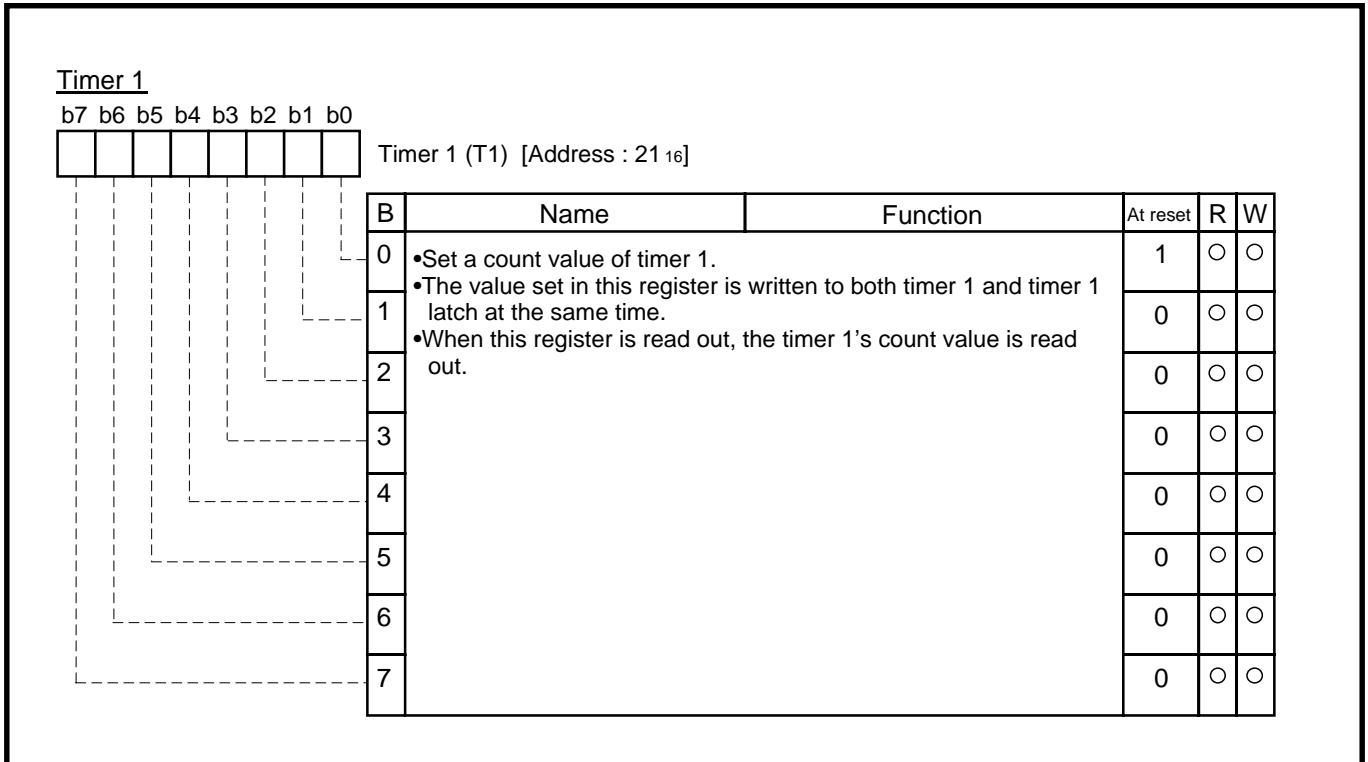 Timer 1
b7 b6 b5 b4 b3 b2 b1 b0
Timer 1 (T1) [Address : 21 16]
B Name Function At reset R W
0 •Set a count value of timer 1. 1 ○ ○
•The value set in this register is written to both timer 1 and timer 1
1 latch at the same time. 0 ○ ○
•When this register is read out, the timer 1’s count value is read
2 out. 0 ○ ○
3 0 ○ ○
4 0 ○ ○
5 0 ○ ○
6 0 ○ ○
7 0 ○ ○